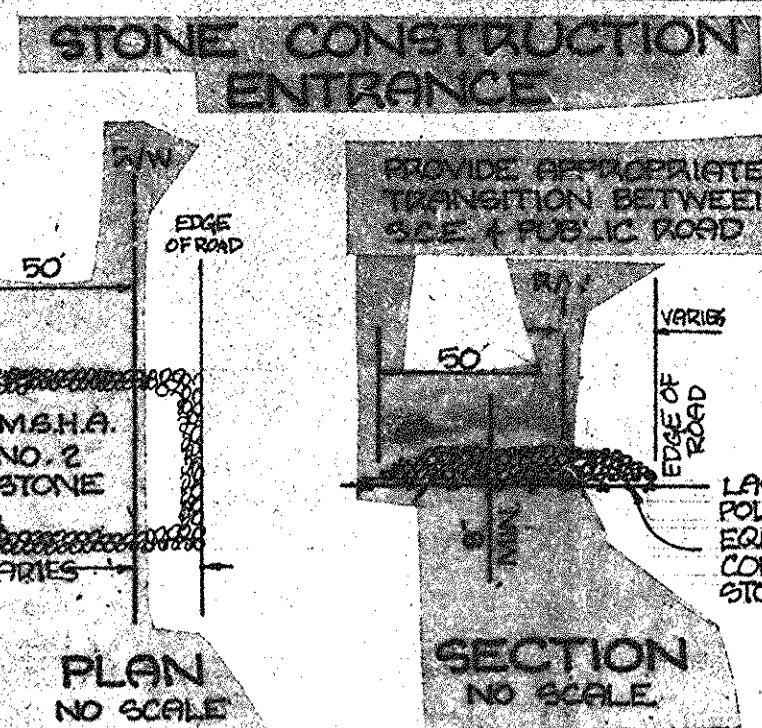 STONE CONSTRUCTION
ENTRANCE
R/W
EDGE
OF ROAD
50'
M.S.H.A.
NO. 2
STONE
VARIES
PLAN
NO SCALE
PROVIDE APPROPRIATE
TRANSITION BETWEEN
S.C.E. & PUBLIC ROAD
R/W
VARIES
50'
EDGE OF
ROAD
8"
MIN.
SECTION
NO SCALE